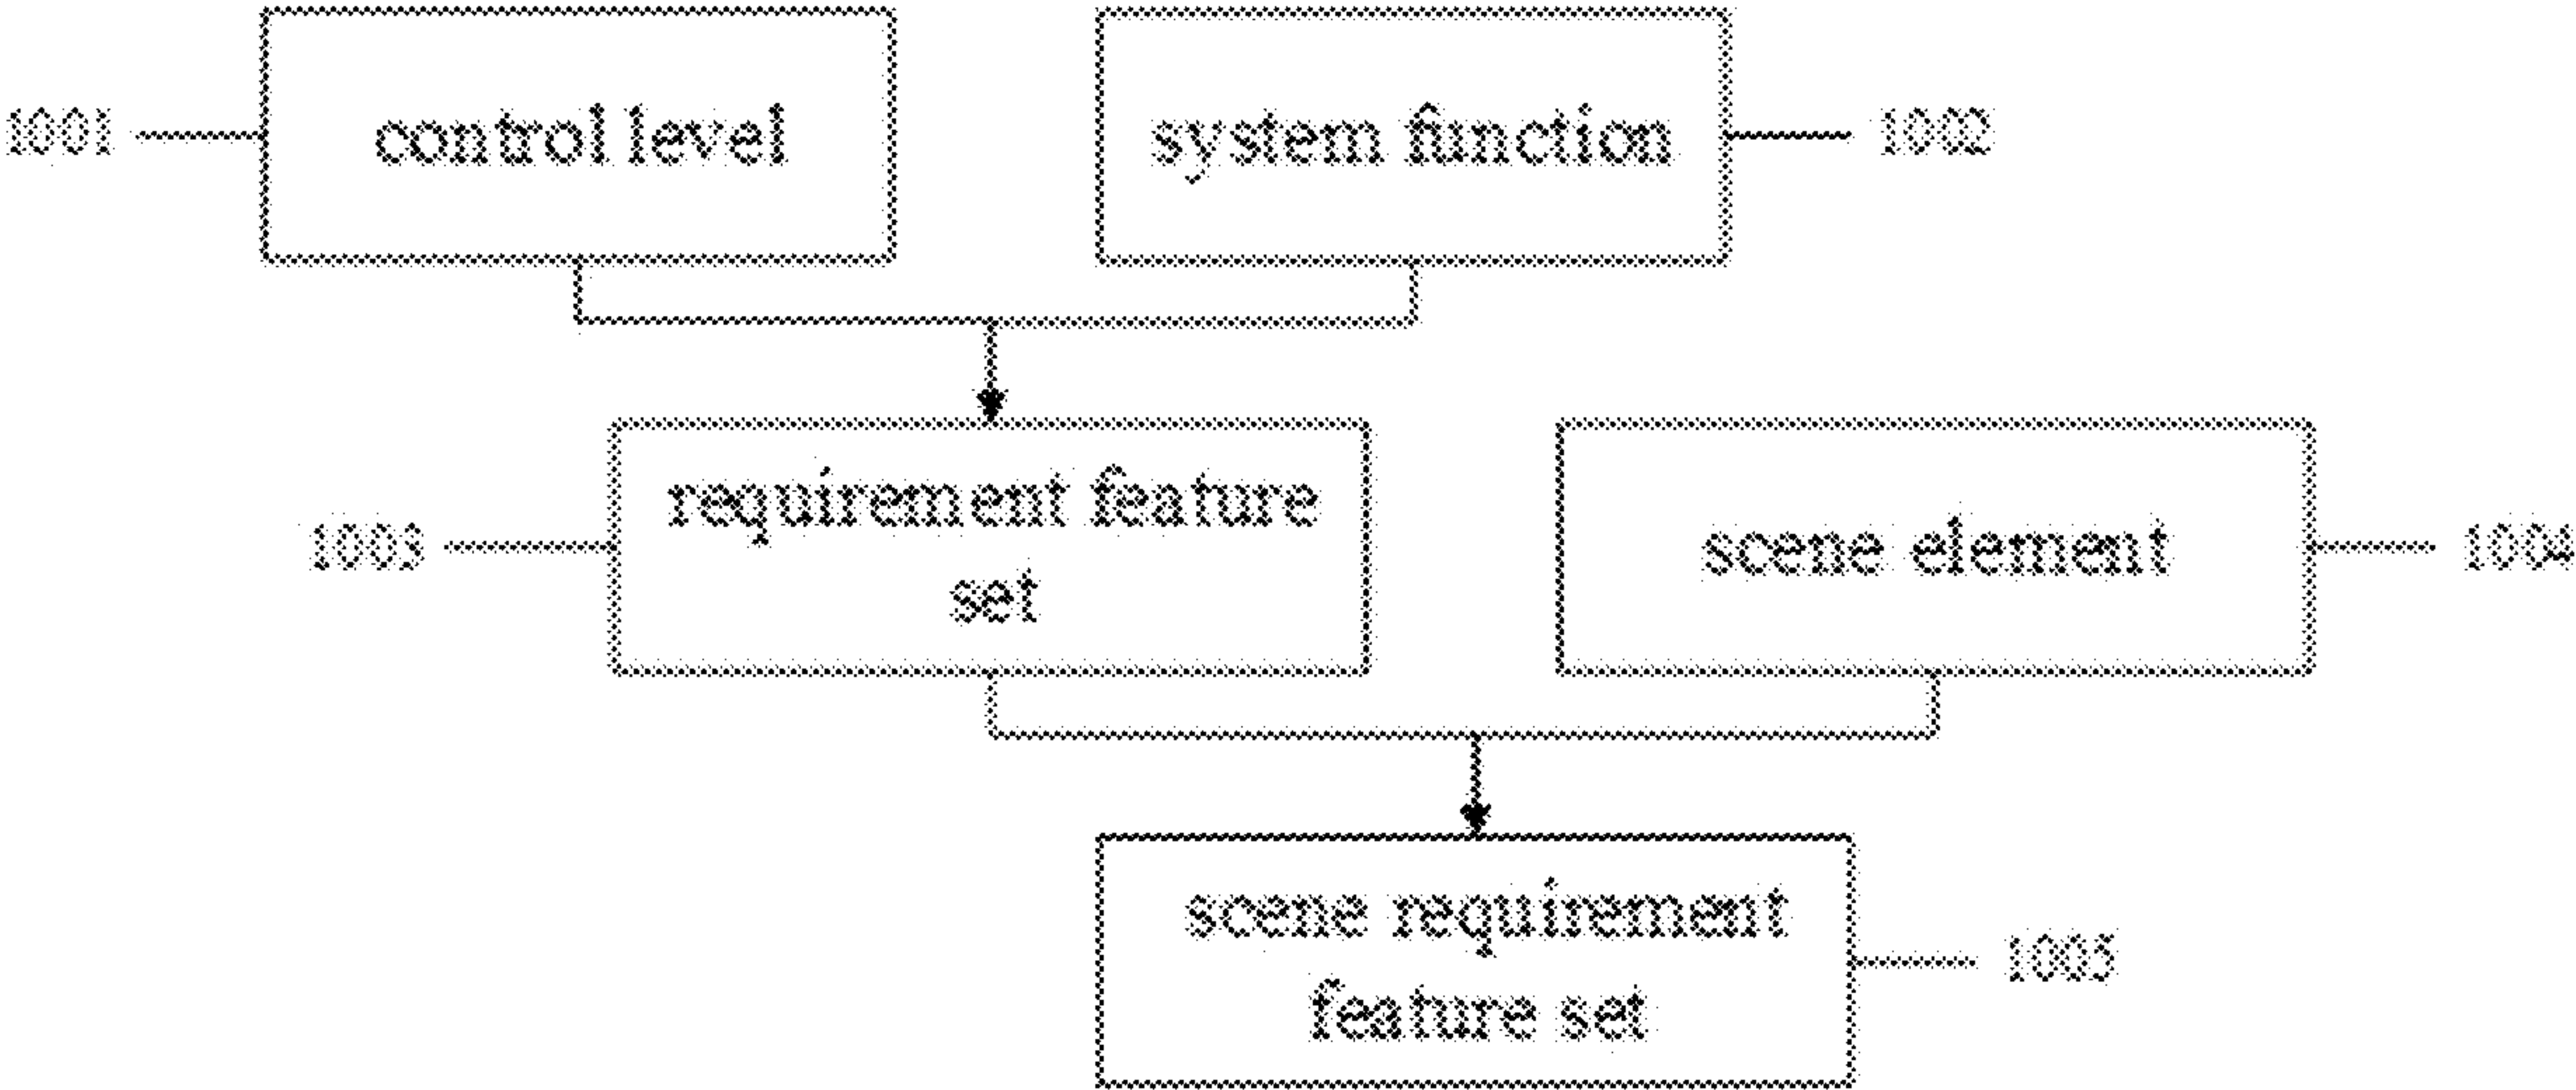 1001
control level
system function
1002
requirement feature
set
1003
scene element
1004
scene requirement
feature set
1005